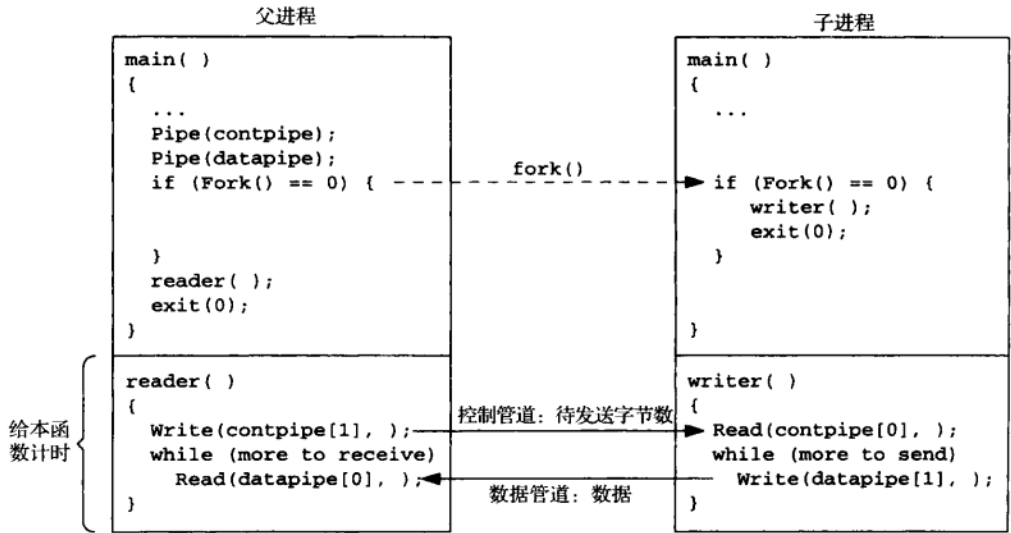 父进程
main( )
{
...
Pipe(contpipe);
Pipe(datapipe);
if (Fork() == 0) {
}
reader( );
exit(0);
}
fork()
子进程
main( )
{
...
if (Fork() == 0) {
writer( );
exit(0);
}
}
给本函
数计时
reader( )
{
Write(contpipe[1], );
while (more to receive)
Read(datapipe[0], );
}
控制管道：待发送字节数
数据管道：数据
writer( )
{
Read(contpipe[0], );
while (more to send)
Write(datapipe[1], );
}